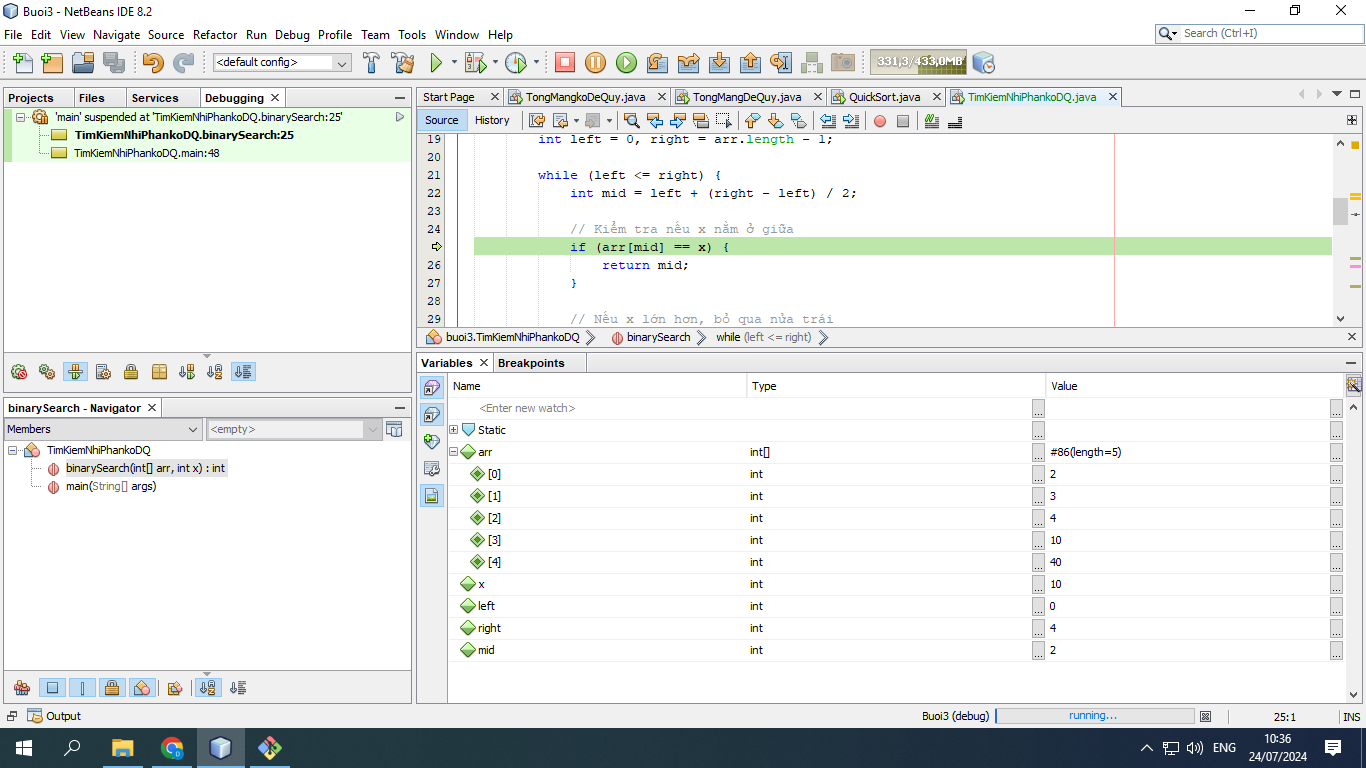 Buoi3 - NetBeans IDE 8.2
File Edit View Navigate Source Refactor Run Debug Profile Team Tools Window Help
Search (Ctrl+I)
<default config>
331,3/433,0MB
Projects Files Services Debugging
'main' suspended at 'TimKiemNhiPhankoDQ.binarySearch:25'
TimKiemNhiPhankoDQ.binarySearch:25
TimKiemNhiPhankoDQ.main:48
binarySearch - Navigator
Members
<empty>
TimKiemNhiPhankoDQ
binarySearch(int[] arr, int x) : int
main(String[] args)
Start Page TongMangkoDeQuy.java TongMangDeQuy.java QuickSort.java TimKiemNhiPhankoDQ.java
Source History
19 int left = 0, right = arr.length - 1;
20
21 while (left <= right) {
22 int mid = left + (right - left) / 2;
23
24 // Kiểm tra nếu x nằm ở giữa
if (arr[mid] == x) {
26 return mid;
27 }
28
29 // Nếu x lớn hơn, bỏ qua nửa trái
buoi3.TimKiemNhiPhankoDQ binarySearch while (left <= right)
Variables Breakpoints
Name Type Value
<Enter new watch>
Static
arr int[] #86(length=5)
[0] int 2
[1] int 3
[2] int 4
[3] int 10
[4] int 40
x int 10
left int 0
right int 4
mid int 2
Output
Buoi3 (debug) running... 25:1 INS
ENG
10:36
24/07/2024